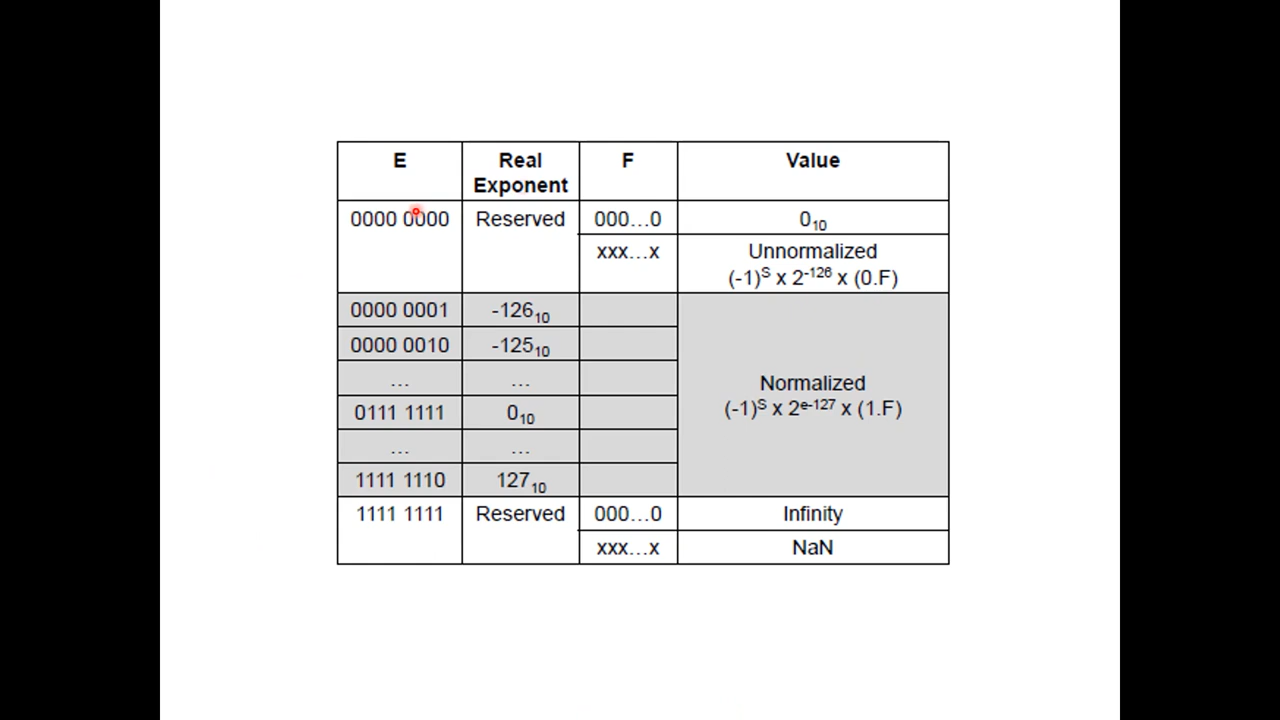 E Real Exponent F Value
0000 0000 Reserved 000...0 0₁₀
xxx...x Unnormalized
(-1)ˢ x 2⁻¹²⁶ x (0.F)
0000 0001 -126₁₀
0000 0010 -125₁₀
... ...
Normalized
0111 1111 0₁₀ (-1)ˢ x 2ᵉ⁻¹²⁷ x (1.F)
... ...
1111 1110 127₁₀
1111 1111 Reserved 000...0 Infinity
xxx...x NaN